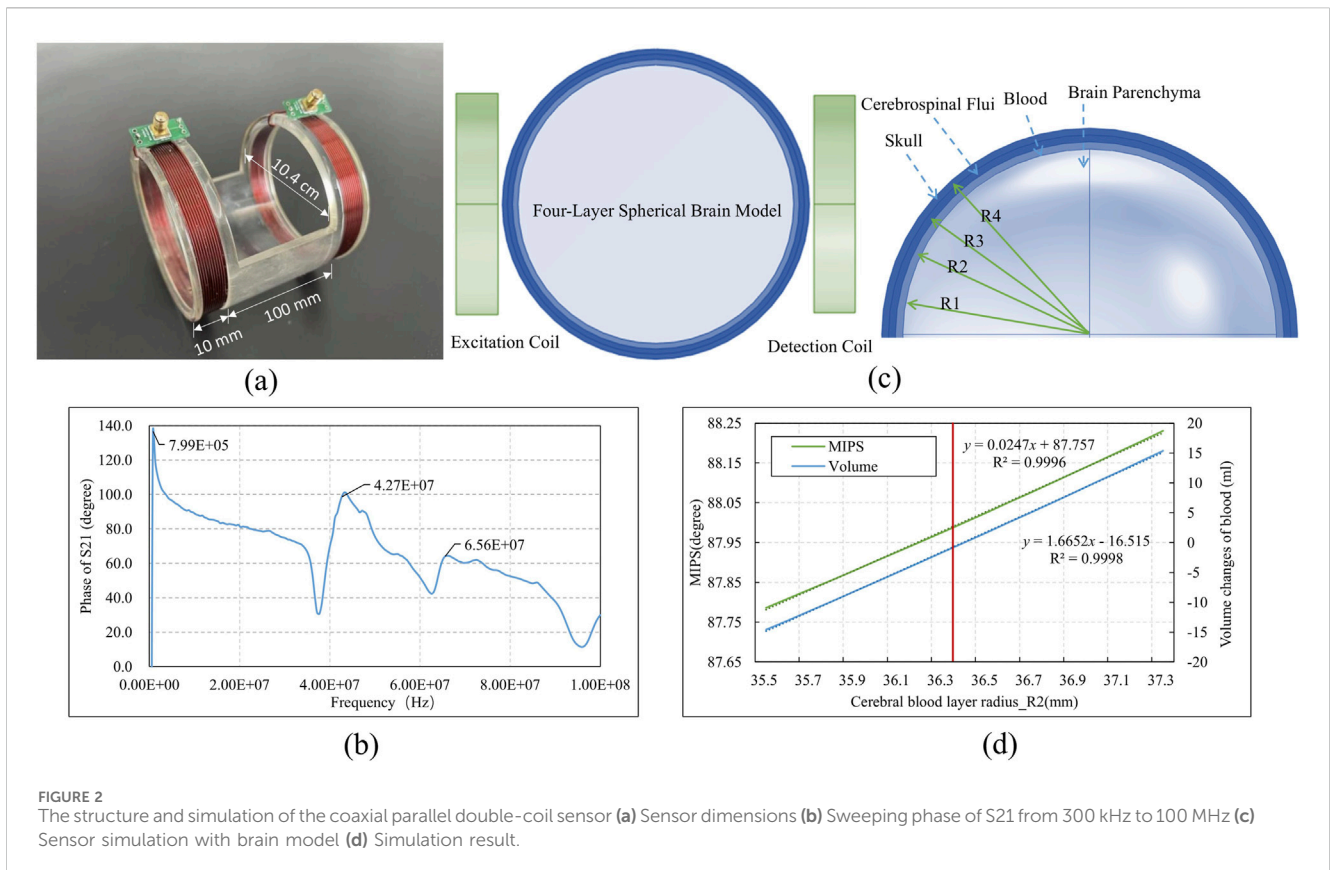 10.4 cm
100 mm
10 mm
(a)
Excitation Coil
Four-Layer Spherical Brain Model
Detection Coil
Skull
Cerebrospinal Flui
Blood
Brain Parenchyma
R4
R3
R2
R1
(c)
Phase of S21 (degree)
140.0
120.0
100.0
80.0
60.0
40.0
20.0
0.0
7.99E+05
4.27E+07
6.56E+07
0.00E+00 2.00E+07 4.00E+07 6.00E+07 8.00E+07 1.00E+08
Frequency (Hz)
(b)
MIPS(degree)
88.25
88.15
88.05
87.95
87.85
87.75
87.65
MIPS
Volume
y = 0.0247x + 87.757
R² = 0.9996
y = 1.6652x - 16.515
R² = 0.9998
20
15
10
5
0
-5
-10
-15
-20
Volume changes of blood (ml)
35.5 35.7 35.9 36.1 36.3 36.5 36.7 36.9 37.1 37.3
Cerebral blood layer radius_R2(mm)
(d)
FIGURE 2
The structure and simulation of the coaxial parallel double-coil sensor (a) Sensor dimensions (b) Sweeping phase of S21 from 300 kHz to 100 MHz (c)
Sensor simulation with brain model (d) Simulation result.